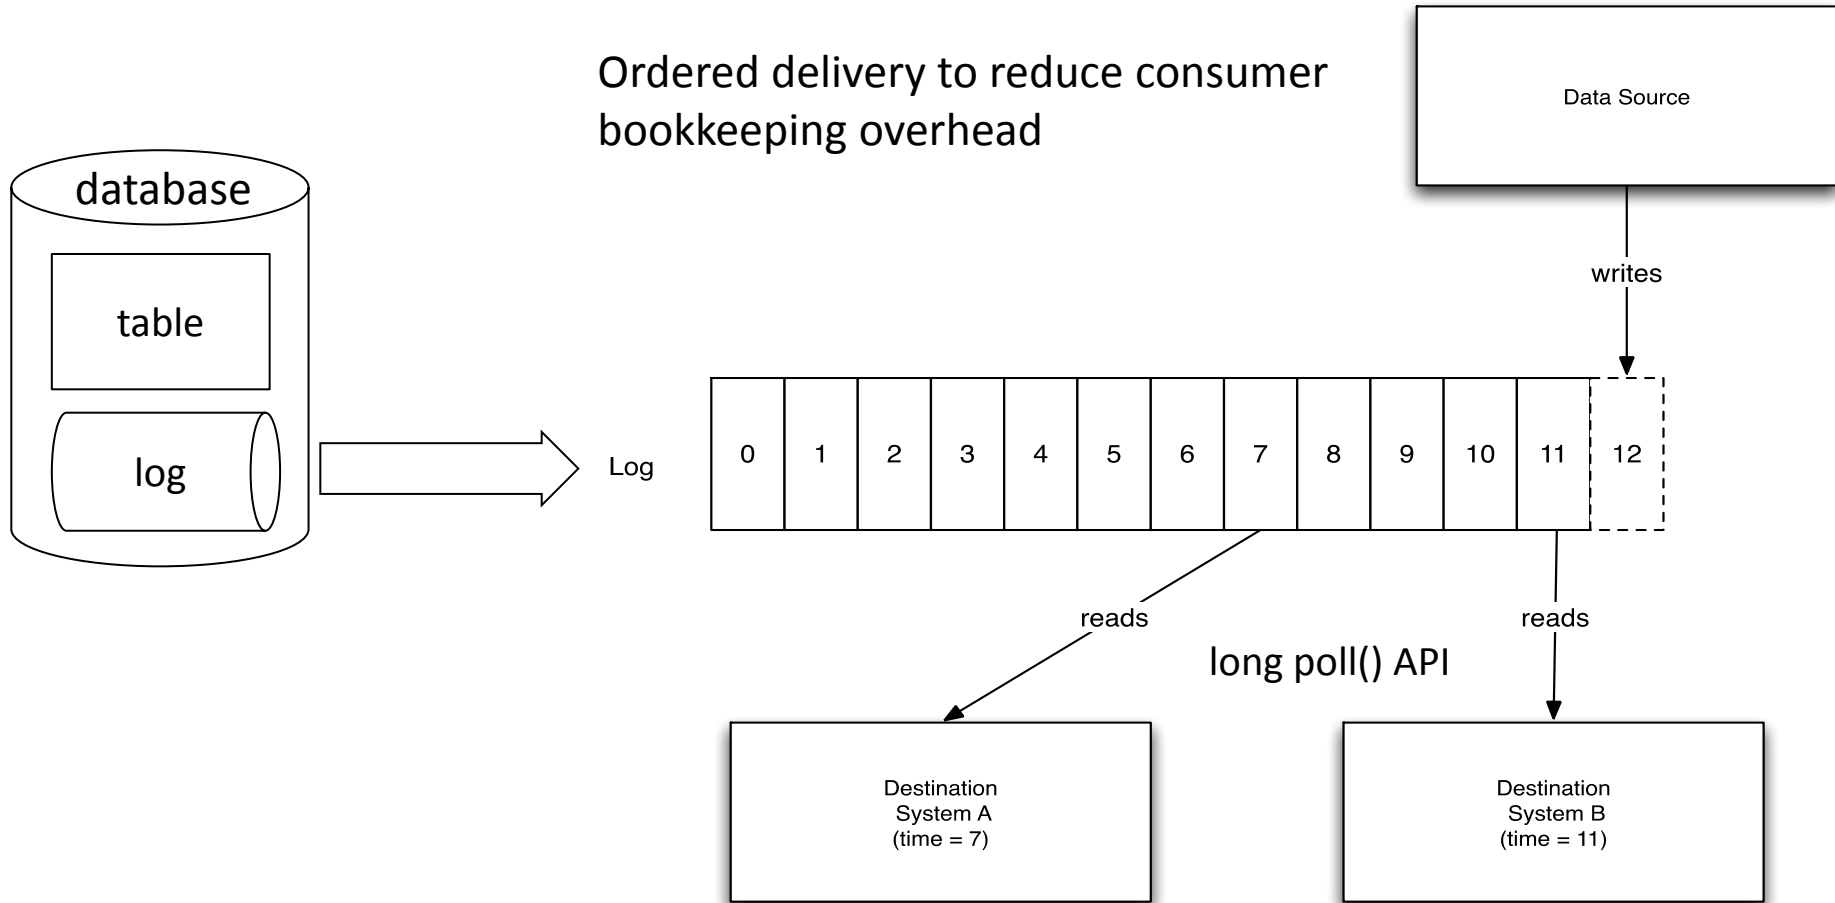 Ordered delivery to reduce consumer
bookkeeping overhead
Data Source
database
table
log
writes
Log
0 1 2 3 4 5 6 7 8 9 10 11 12
reads
reads
long poll() API
Destination
System A
(time = 7)
Destination
System B
(time = 11)